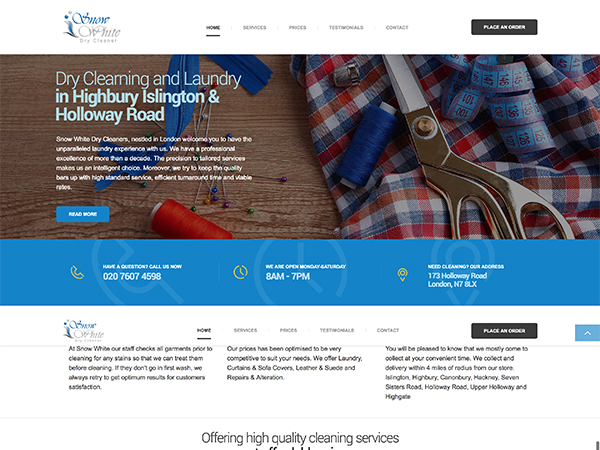 Snow White
Dry Cleaner
HOME SERVICES PRICES TESTIMONIALS CONTACT
PLACE AN ORDER
Dry Clearning and Laundry
in Highbury Islington &
Holloway Road
Snow White Dry Cleaners, nestled in London welcome you to have the
unparalleled laundry experience with us. We have a professional
excellence of more than a decade. The precision to tailored services
makes us an intelligent choice. Moreover, we try to keep the quality
bars up with high standard service, efficient turnaround time and viable
rates.
READ MORE
HAVE A QUESTION? CALL US NOW
020 7607 4598
WE ARE OPEN MONDAY-SATURDAY
8AM - 7PM
NEED CLEANING? OUR ADDRESS
173 Holloway Road
London, N7 8LX
Snow White
Dry Cleaner
HOME SERVICES PRICES TESTIMONIALS CONTACT
PLACE AN ORDER
At Snow White our staff checks all garments prior to
cleaning for any stains so that we can treat them
before cleaning. If they don't go in first wash, we
always retry to get optimum results for customers
satisfaction.
Our prices has been optimised to be very
competitive to suit your needs. We offer Laundry,
Curtains & Sofa Covers, Leather & Suede and
Repairs & Alteration.
You will be pleased to know that we mostly come to
collect at your convenient time. We collect and
delivery within 4 miles of redius from our store.
Islington, Highbury, Canonbury, Hackney, Seven
Sisters Road, Holloway Road, Upper Holloway and
Highgate
Offering high quality cleaning services